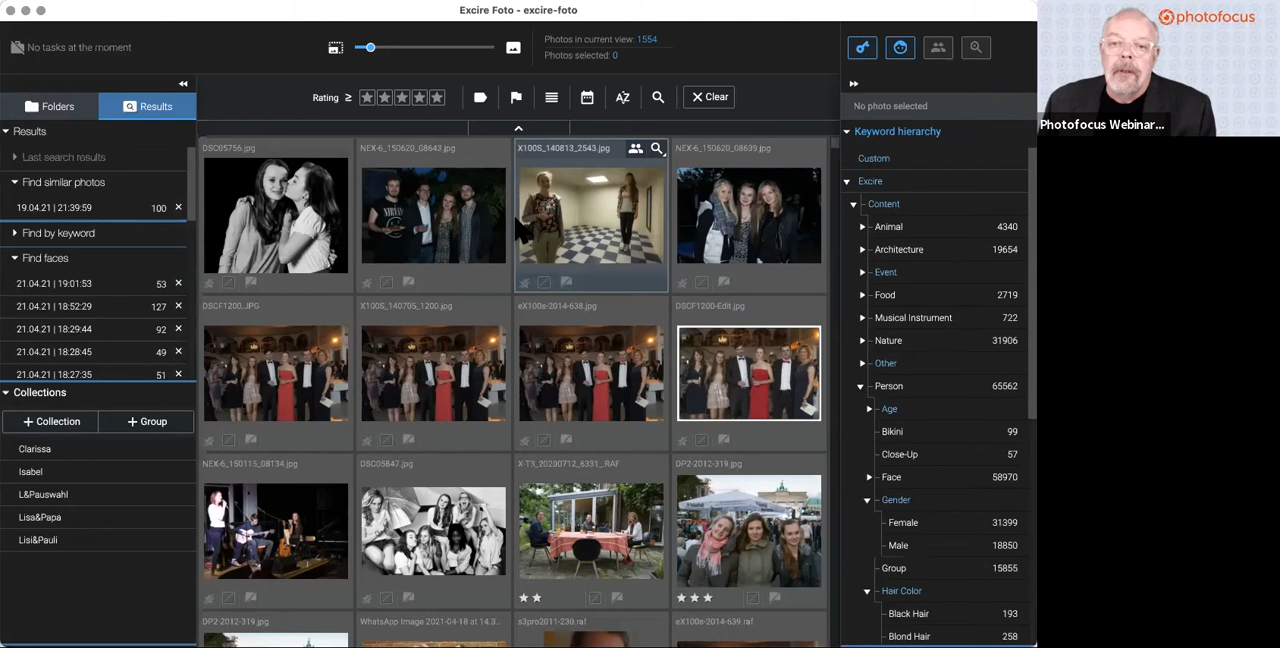 Excire Foto - excire-foto
No tasks at the moment
Photos in current view: 1554
Photos selected: 0
Folders
Results
Rating ≥
Clear
Results
Last search results
Find similar photos
19.04.21 | 21:39:59 100
Find by keyword
Find faces
21.04.21 | 19:01:53 53
21.04.21 | 18:52:29 127
21.04.21 | 18:29:44 92
21.04.21 | 18:28:45 49
21.04.21 | 18:27:35 51
Collections
+ Collection
+ Group
Clarissa
Isabel
L&Pauswahl
Lisa&Papa
Lisi&Pauli
DSC05756.jpg
NEX-6_150620_08643.jpg
X100S_140813_2543.jpg
NEX-6_150620_08639.jpg
DSCF1200.JPG
X100S_140705_1200.jpg
eX100s-2014-638.jpg
DSCF1200-Edit.jpg
NEX-6_150115_08134.jpg
DSC05847.jpg
X-T3_20200712_6331_.RAF
DP2-2012-319.jpg
DP2-2012-319.jpg
WhatsApp Image 2021-04-18 at 14.3...
s3pro2011-230.raf
eX100s-2014-639.raf
No photo selected
Keyword hierarchy
Custom
Excire
Content
Animal 4340
Architecture 19654
Event
Food 2719
Musical Instrument 722
Nature 31906
Other
Person 65562
Age
Bikini 99
Close-Up 57
Face 58970
Gender
Female 31399
Male 18850
Group 15855
Hair Color
Black Hair 193
Blond Hair 258
photofocus
Photofocus Webinar...